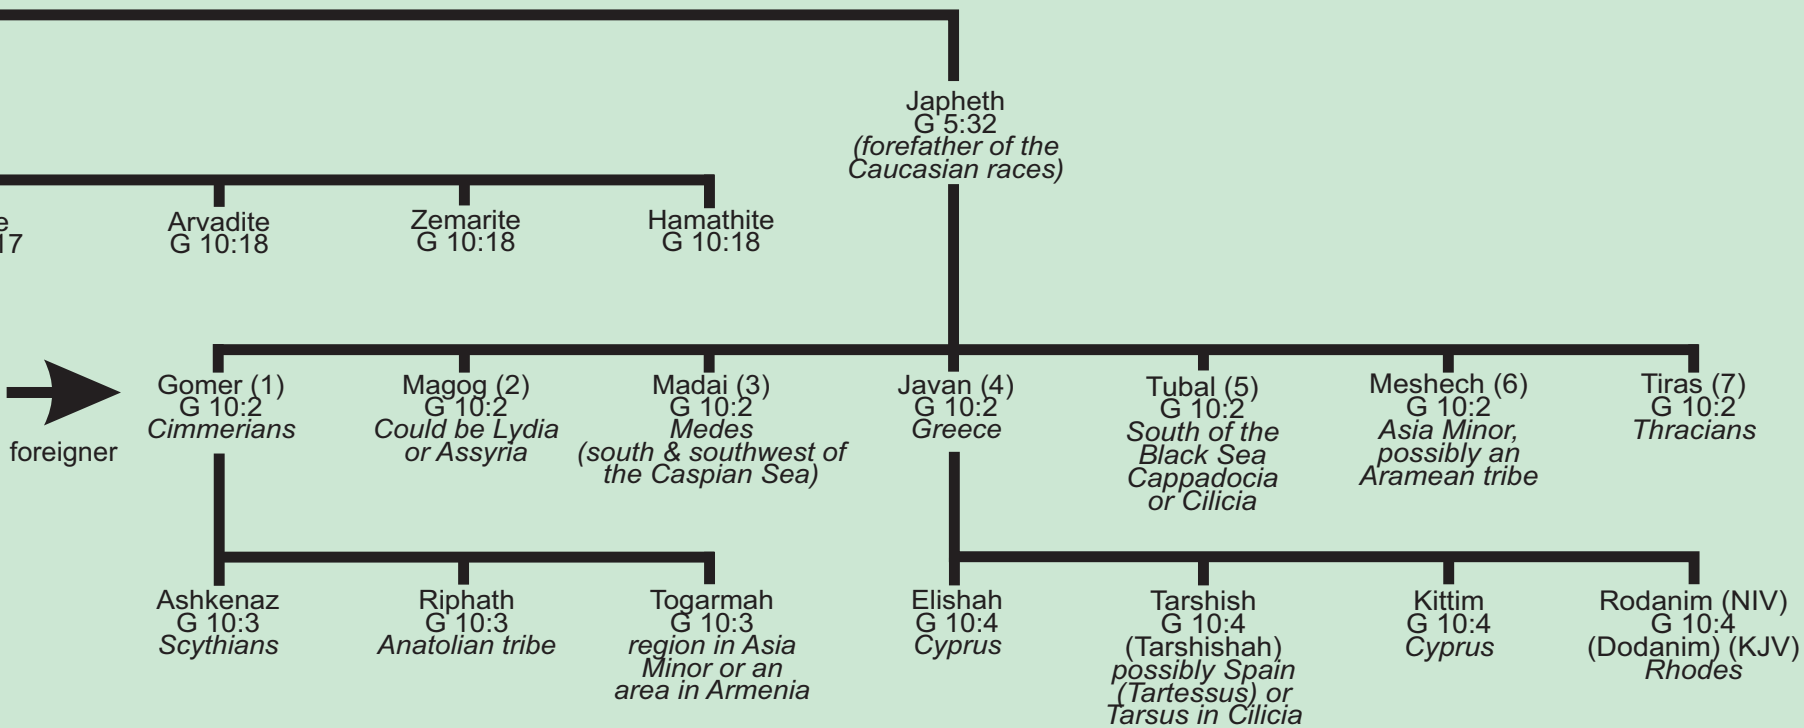 Japheth
G 5:32
(forefather of the
Caucasian races)
e
17
Arvadite
G 10:18
Zemarite
G 10:18
Hamathite
G 10:18
foreigner
Gomer (1)
G 10:2
Cimmerians
Magog (2)
G 10:2
Could be Lydia
or Assyria
Madai (3)
G 10:2
Medes
(south & southwest of
the Caspian Sea)
Javan (4)
G 10:2
Greece
Tubal (5)
G 10:2
South of the
Black Sea
Cappadocia
or Cilicia
Meshech (6)
G 10:2
Asia Minor,
possibly an
Aramean tribe
Tiras (7)
G 10:2
Thracians
Ashkenaz
G 10:3
Scythians
Riphath
G 10:3
Anatolian tribe
Togarmah
G 10:3
region in Asia
Minor or an
area in Armenia
Elishah
G 10:4
Cyprus
Tarshish
G 10:4
(Tarshishah)
possibly Spain
(Tartessus) or
Tarsus in Cilicia
Kittim
G 10:4
Cyprus
Rodanim (NIV)
G 10:4
(Dodanim) (KJV)
Rhodes